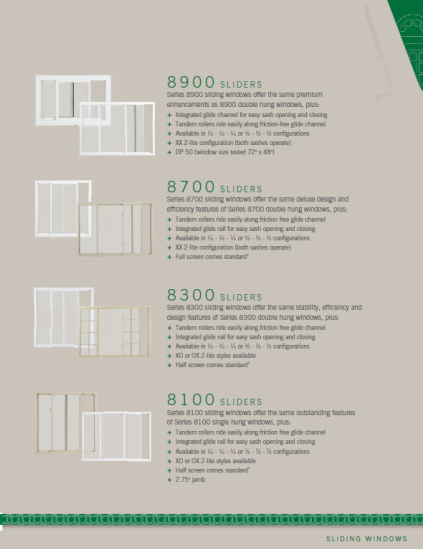 8900 SLIDERS
Series 8900 sliding windows offer the same premium
enhancements as 8900 double hung windows, plus:
+ Integrated glide channel for easy sash opening and closing
+ Tandem rollers ride easily along friction-free glide channel
+ Available in ¼ - ½ - ¼ or ⅓ - ⅓ - ⅓ configurations
+ XX 2-lite configuration (both sashes operate)
+ DP 50 (window size tested 72" x 48")
8700 SLIDERS
Series 8700 sliding windows offer the same deluxe design and
efficiency features of Series 8700 double hung windows, plus:
+ Tandem rollers ride easily along friction free glide channel
+ Integrated glide rail for easy sash opening and closing
+ Available in ¼ - ½ - ¼ or ⅓ - ⅓ - ⅓ configurations
+ XX 2-lite configuration (both sashes operate)
+ Full screen comes standard*
8300 SLIDERS
Series 8300 sliding windows offer the same stability, efficiency and
design features of Series 8300 double hung windows, plus:
+ Tandem rollers ride easily along friction free glide channel
+ Integrated glide rail for easy sash opening and closing
+ Available in ¼ - ½ - ¼ or ⅓ - ⅓ - ⅓ configurations
+ XO or OX 2-lite styles available
+ Half screen comes standard*
8100 SLIDERS
Series 8100 sliding windows offer the same outstanding features
of Series 8100 single hung windows, plus:
+ Tandem rollers ride easily along friction free glide channel
+ Integrated glide rail for easy sash opening and closing
+ Available in ¼ - ½ - ¼ or ⅓ - ⅓ - ⅓ configurations
+ XO or OX 2-lite styles available
+ Half screen comes standard*
+ 2.75" jamb
SLIDING WINDOWS